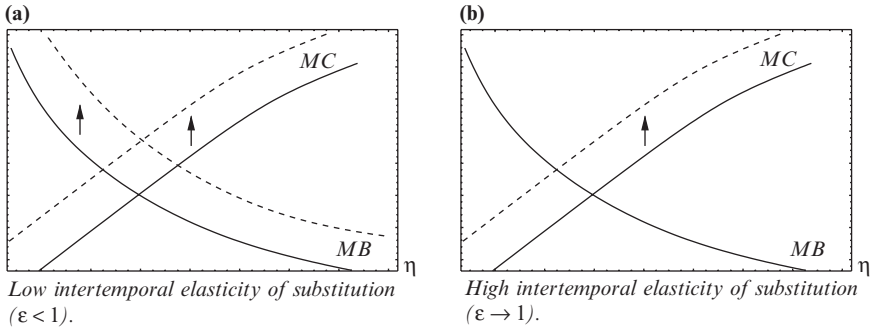 (a)
MC
MB
η
Low intertemporal elasticity of substitution
(ε < 1).
(b)
MC
MB
η
High intertemporal elasticity of substitution
(ε → 1).